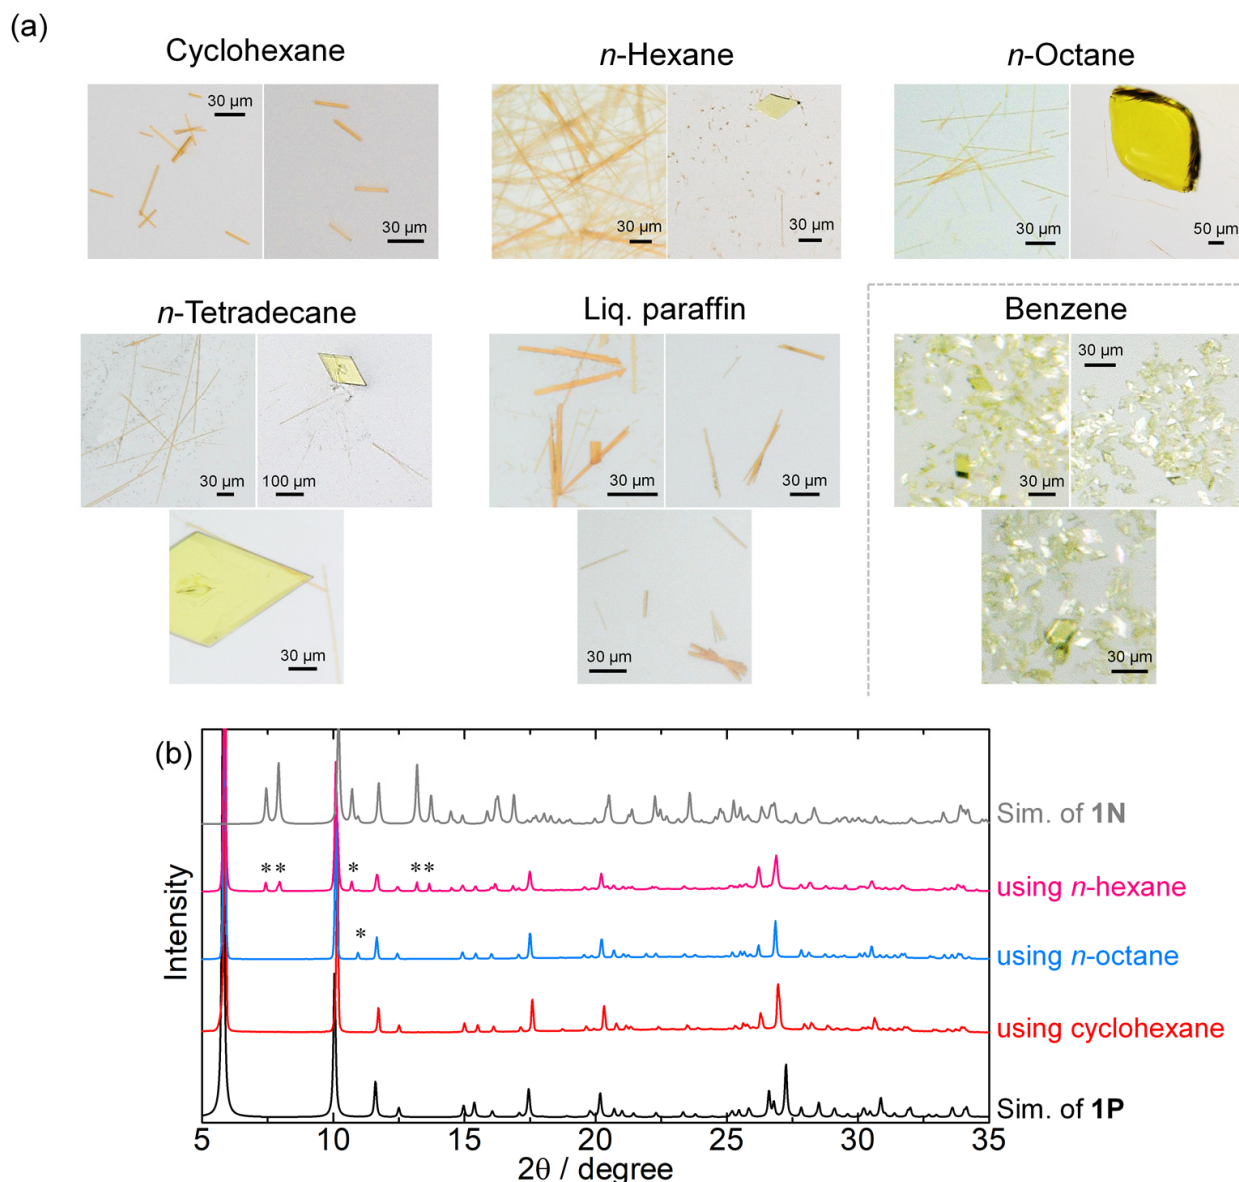 (a)
Cyclohexane
n-Hexane
n-Octane
30 µm
30 µm
30 µm
30 µm
30 µm
50 µm
n-Tetradecane
Liq. paraffin
Benzene
30 µm
100 µm
30 µm
30 µm
30 µm
30 µm
30 µm
30 µm
30 µm
(b)
Sim. of 1N
* * * * *
using n-hexane
*
using n-octane
using cyclohexane
Sim. of 1P
Intensity
5 10 15 20 25 30 35
2θ / degree